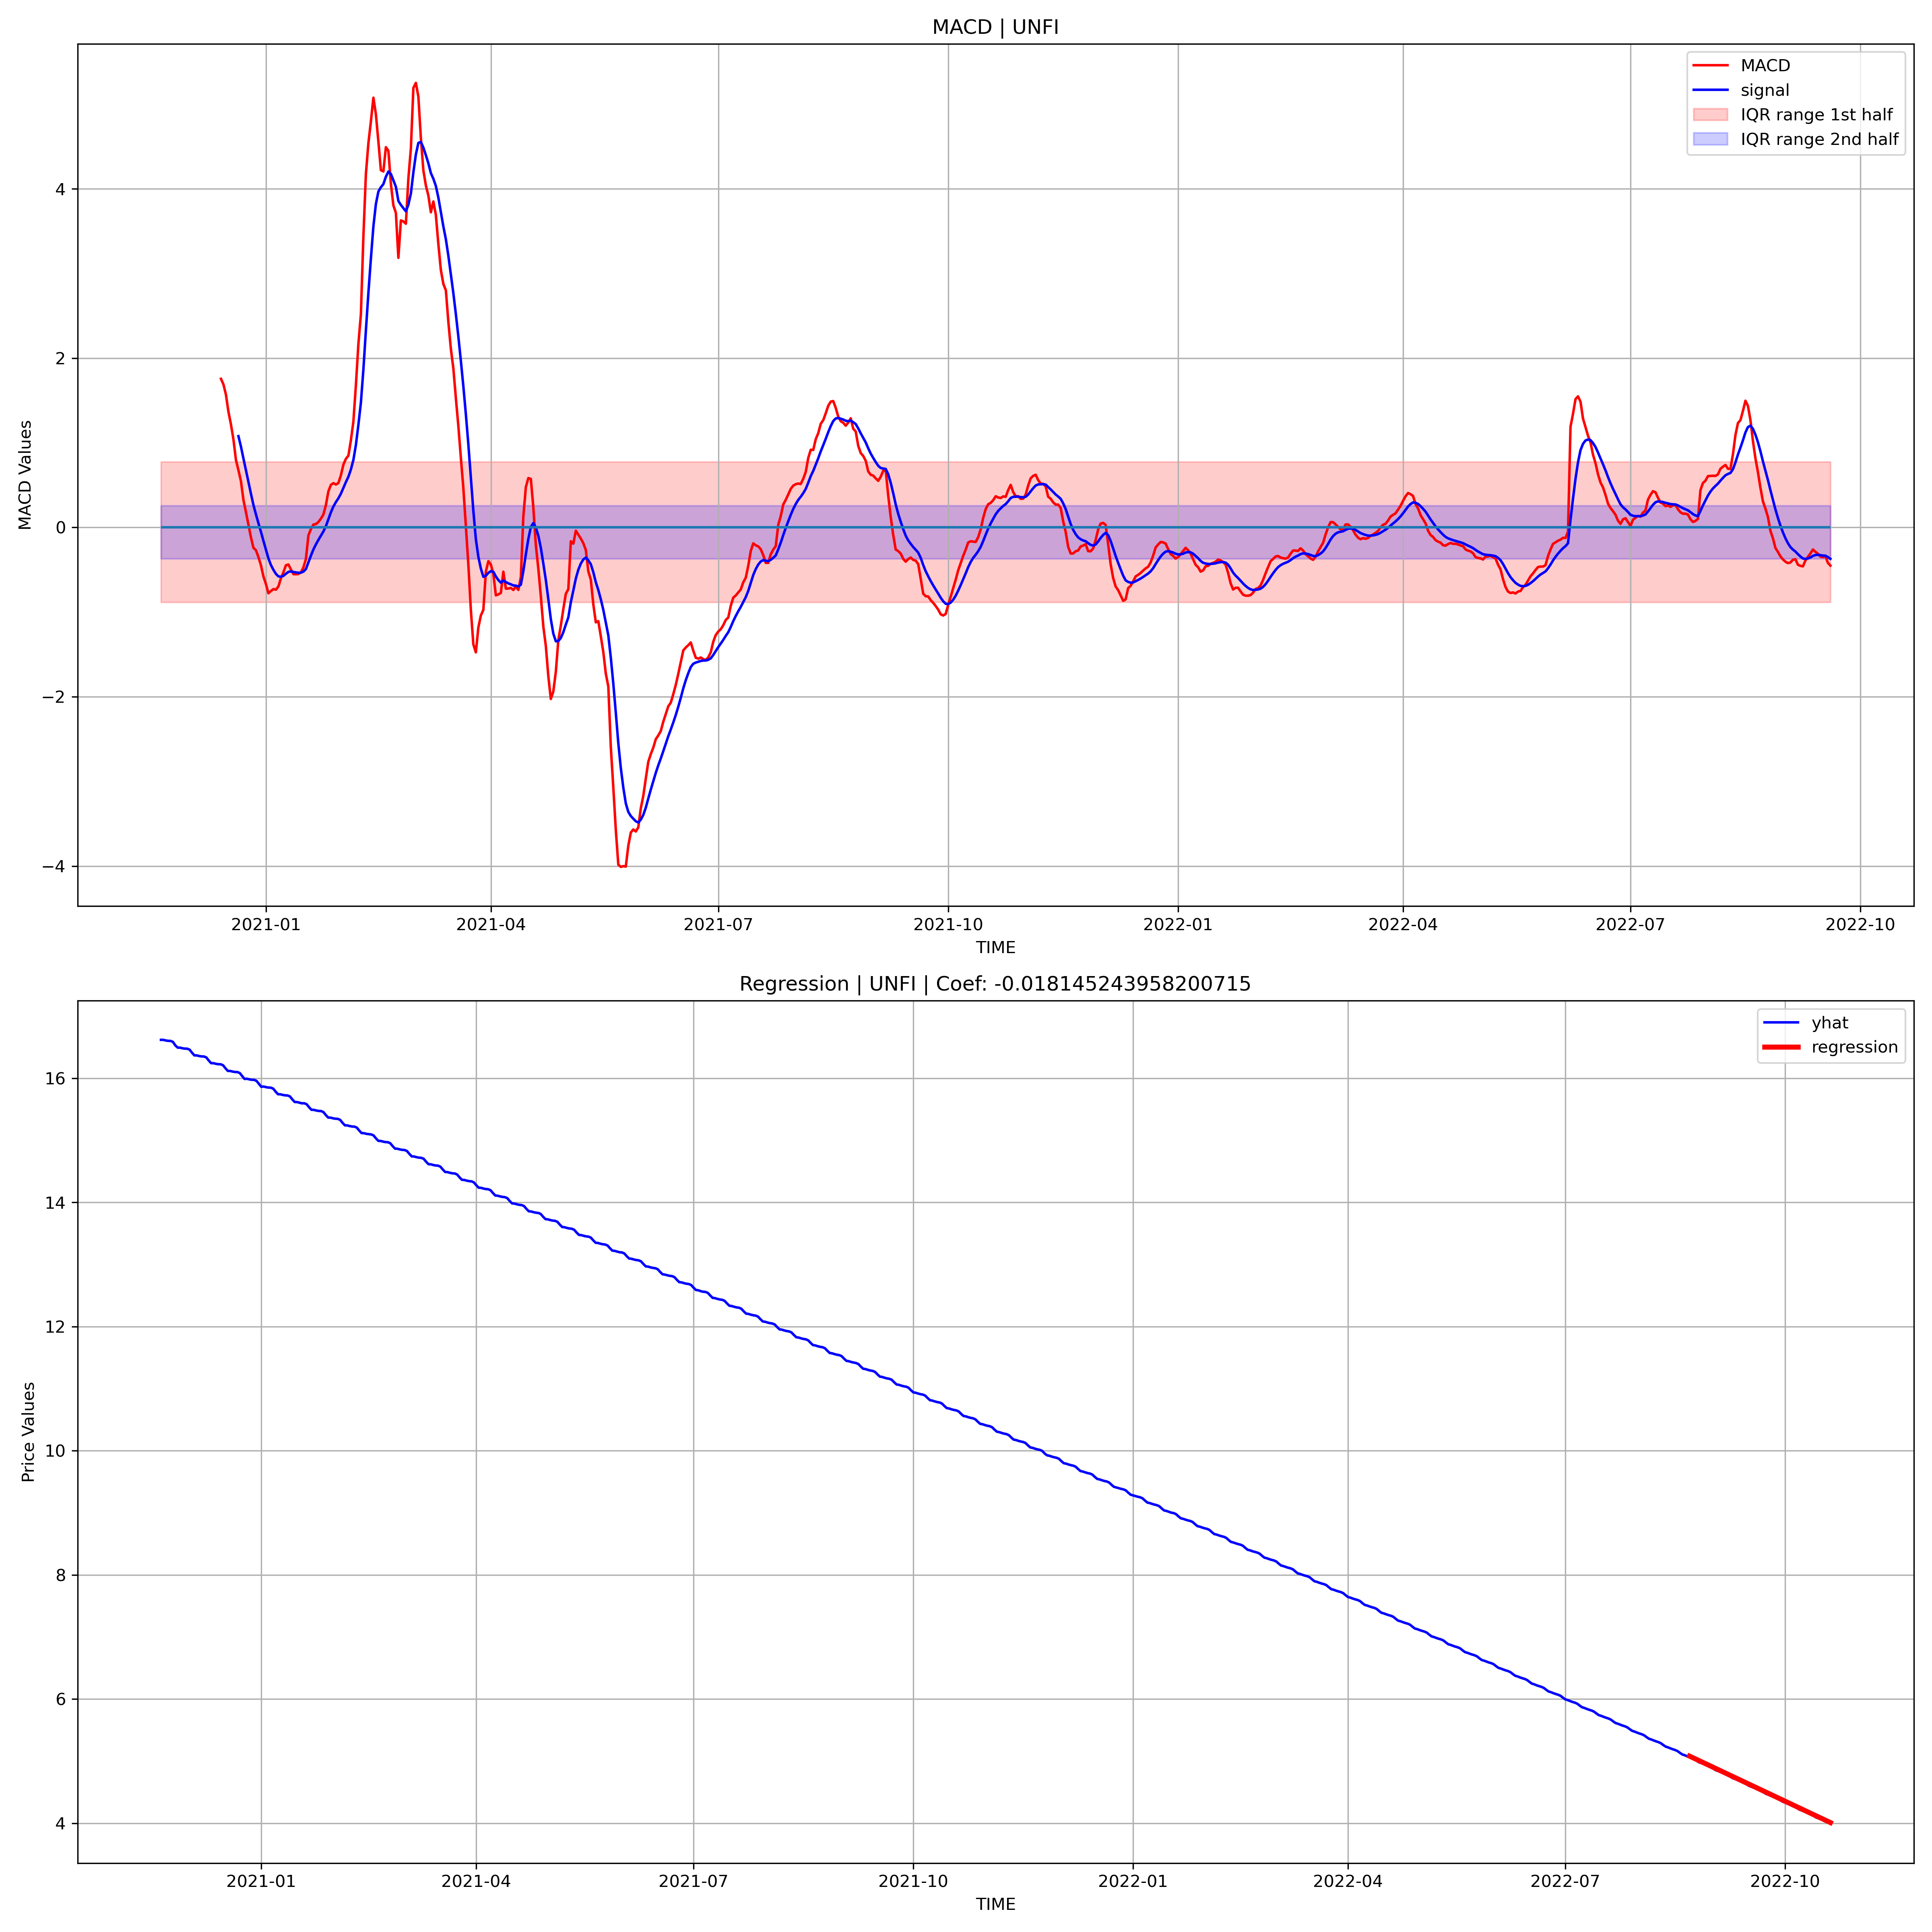 MACD | UNFI
MACD
signal
IQR range 1st half
IQR range 2nd half
MACD Values
4
2
0
−2
−4
2021-01 2021-04 2021-07 2021-10 2022-01 2022-04 2022-07 2022-10
TIME
Regression | UNFI | Coef: -0.018145243958200715
yhat
regression
Price Values
16
14
12
10
8
6
4
2021-01 2021-04 2021-07 2021-10 2022-01 2022-04 2022-07 2022-10
TIME